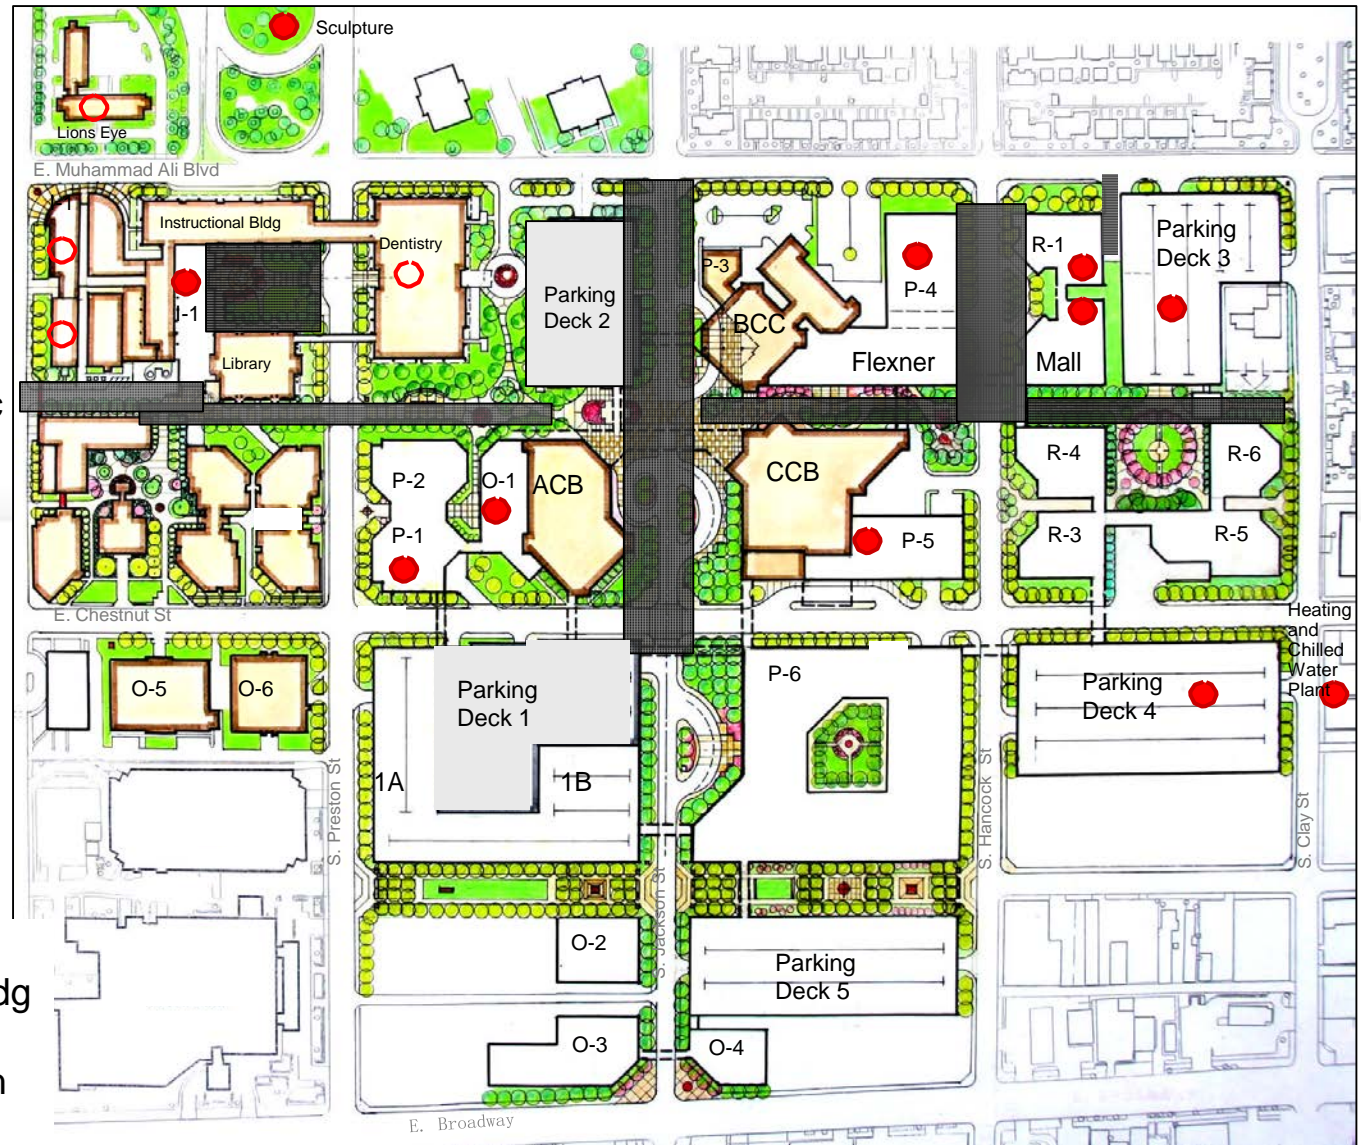 Sculpture
Lions Eye
E. Muhammad Ali Blvd
Instructional Bldg
Dentistry
I-1
Library
Parking
Deck 2
P-3
BCC
P-4
Flexner
R-1
Mall
Parking
Deck 3
P-2
P-1
O-1
ACB
CCB
P-5
R-4
R-6
R-3
R-5
E. Chestnut St
Heating
and
Chilled
Water
Plant
O-5
O-6
Parking
Deck 1
1A
1B
P-6
Parking
Deck 4
S. Preston St
S. Jackson St
S. Hancock St
S. Clay St
O-2
Parking
Deck 5
O-3
O-4
E. Broadway